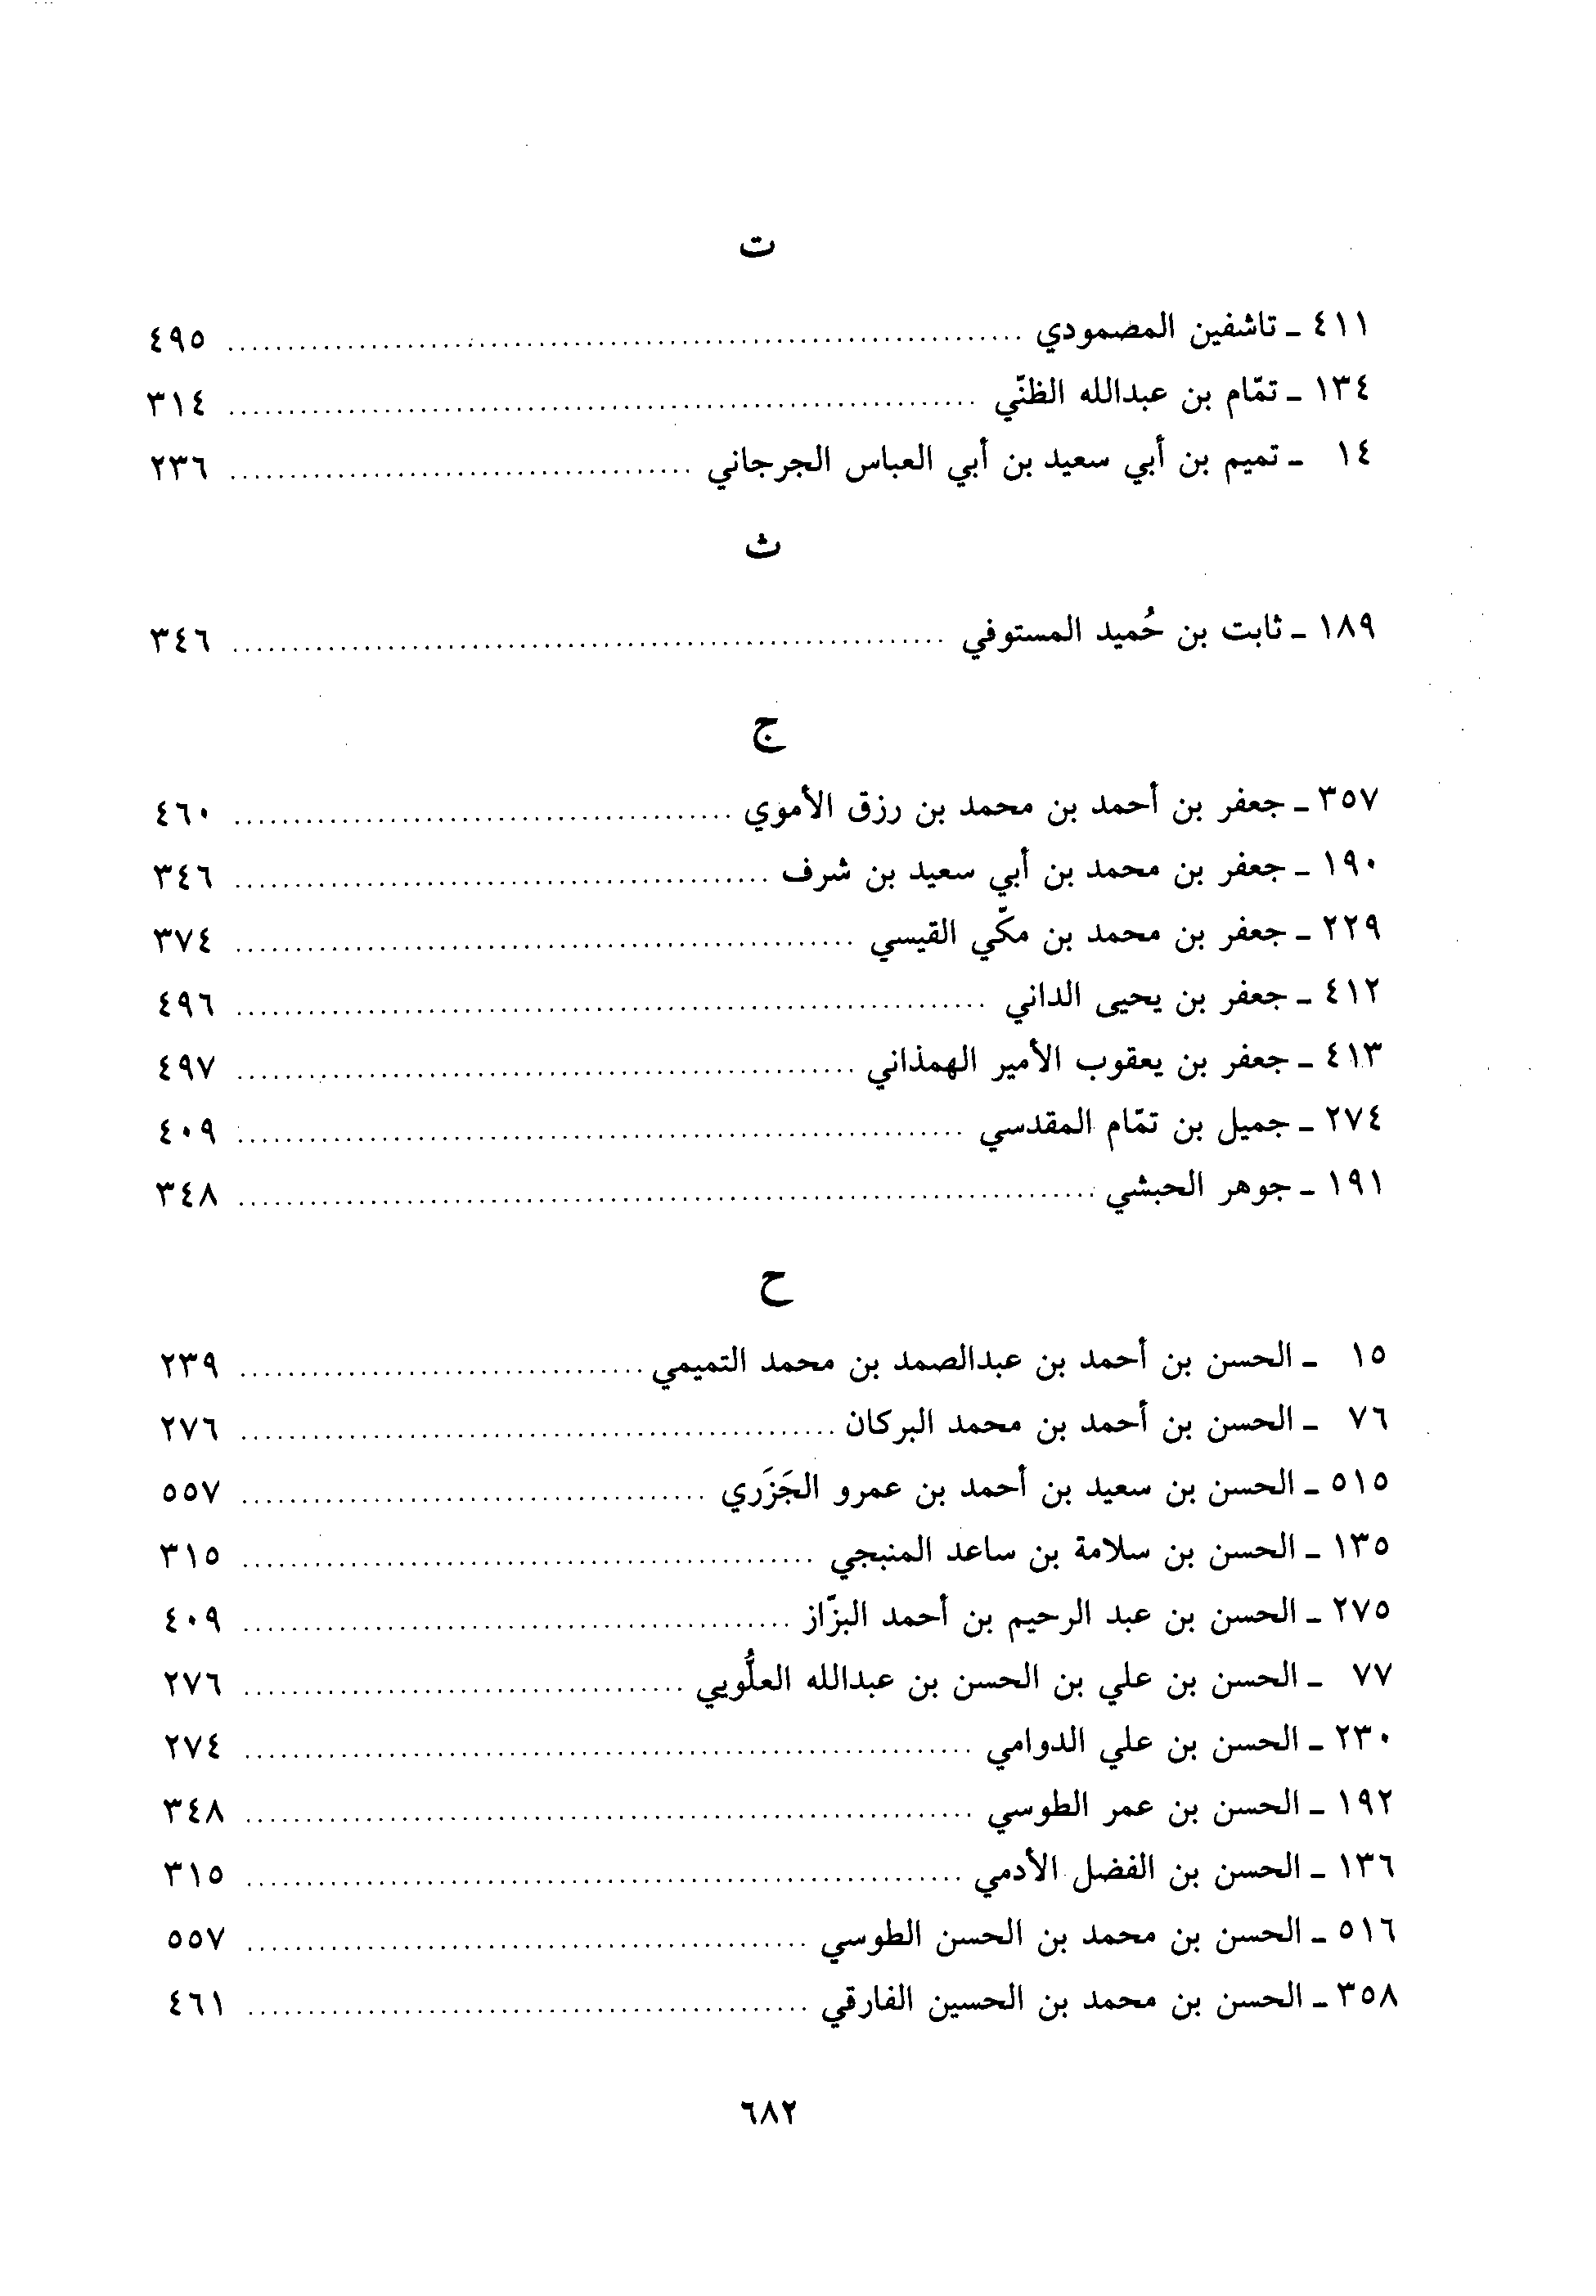 ت
٤١١ ـ تاشفين المصمودي ........ ٤٩٥
١٣٤ ـ تمّام بن عبدالله الظنّي ........ ٣١٤
١٤ ـ تميم بن أبي سعيد بن أبي العباس الجرجاني ........ ٢٣٦
ث
١٨٩ ـ ثابت بن حُميد المستوفي ........ ٣٤٦
ج
٣٥٧ ـ جعفر بن أحمد بن محمد بن رزق الأموي ........ ٤٦٠
١٩٠ ـ جعفر بن محمد بن أبي سعيد بن شرف ........ ٣٤٦
٢٢٩ ـ جعفر بن محمد بن مكّي القيسي ........ ٣٧٤
٤١٢ ـ جعفر بن يحيى الداني ........ ٤٩٦
٤١٣ ـ جعفر بن يعقوب الأمير الهمذاني ........ ٤٩٧
٢٧٤ ـ جميل بن تمّام المقدسي ........ ٤٠٩
١٩١ ـ جوهر الحبشي ........ ٣٤٨
ح
١٥ ـ الحسن بن أحمد بن عبدالصمد بن محمد التميمي ........ ٢٣٩
٧٦ ـ الحسن بن أحمد بن محمد البركان ........ ٢٧٦
٥١٥ ـ الحسن بن سعيد بن أحمد بن عمرو الجَزَري ........ ٥٥٧
١٣٥ ـ الحسن بن سلامة بن ساعد المنبجي ........ ٣١٥
٢٧٥ ـ الحسن بن عبد الرحيم بن أحمد البزّاز ........ ٤٠٩
٧٧ ـ الحسن بن علي بن الحسن بن عبدالله العلُّويي ........ ٢٧٦
٢٣٠ ـ الحسن بن علي الدوامي ........ ٢٧٤
١٩٢ ـ الحسن بن عمر الطوسي ........ ٣٤٨
١٣٦ ـ الحسن بن الفضل الأدمي ........ ٣١٥
٥١٦ ـ الحسن بن محمد بن الحسن الطوسي ........ ٥٥٧
٣٥٨ ـ الحسن بن محمد بن الحسين الفارقي ........ ٤٦١
٦٨٢